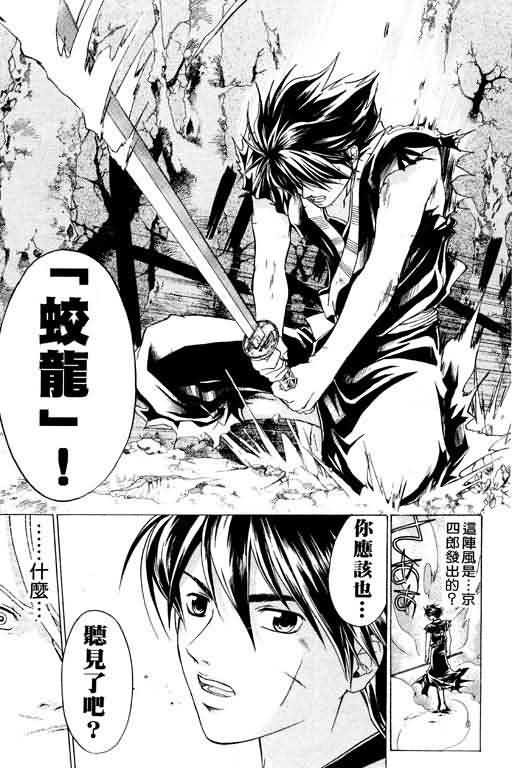 「蛟龍」！
這陣風是…京
四郎發出的？
你應該也…
聽見了吧？
……什麼…